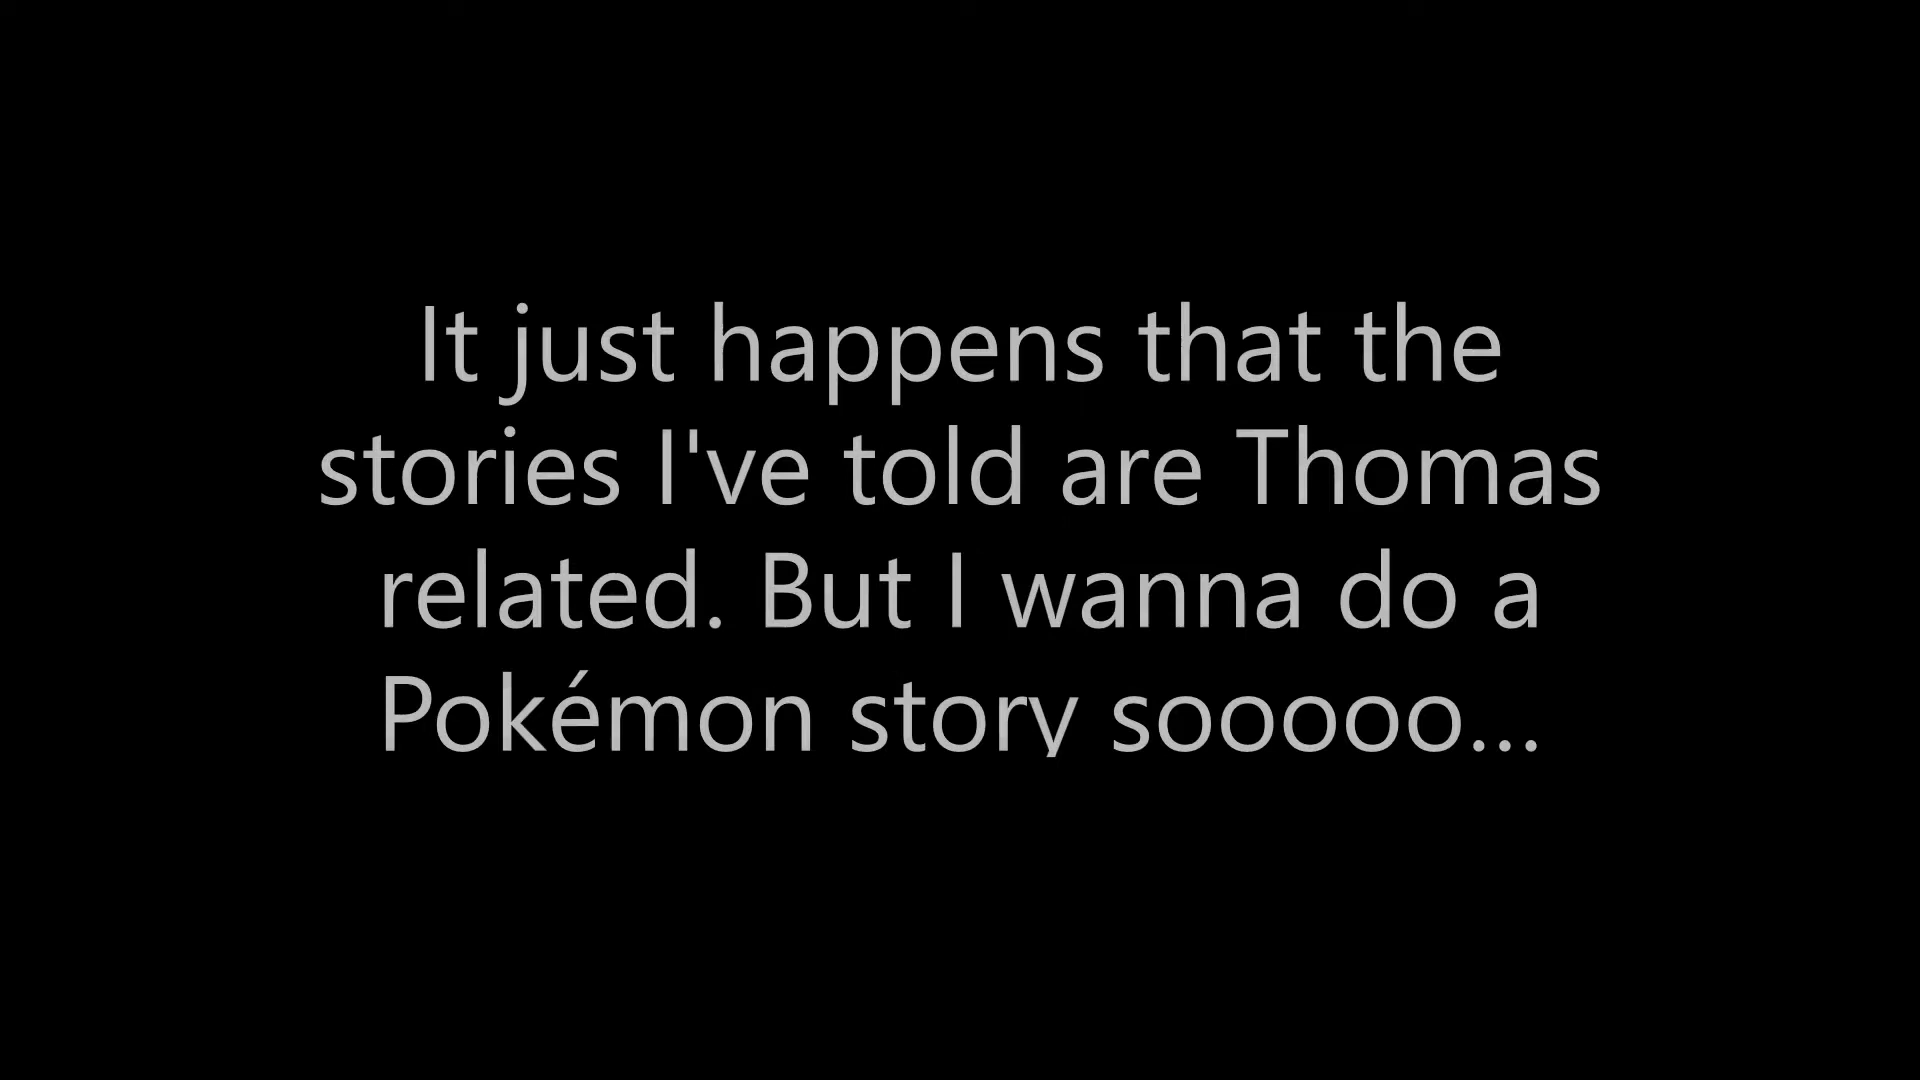 It just happens that the
stories I've told are Thomas
related. But I wanna do a
Pokémon story sooooo...